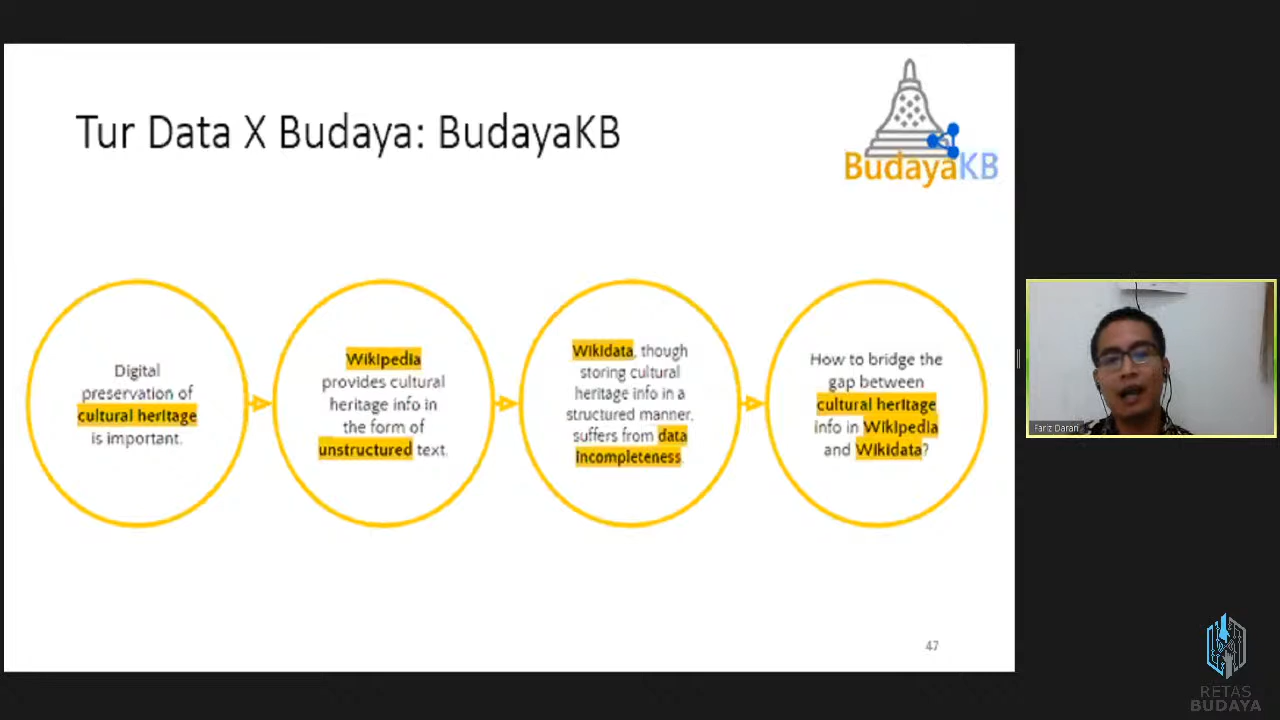 Tur Data X Budaya: BudayaKB
BudayaKB
Digital
preservation of
cultural heritage
is important.
Wikipedia
provides cultural
heritage info in
the form of
unstructured text.
Wikidata, though
storing cultural
heritage info in a
structured manner,
suffers from data
incompleteness.
How to bridge the
gap between
cultural heritage
info in Wikipedia
and Wikidata?
47
Fariz Darari
RETAS
BUDAYA